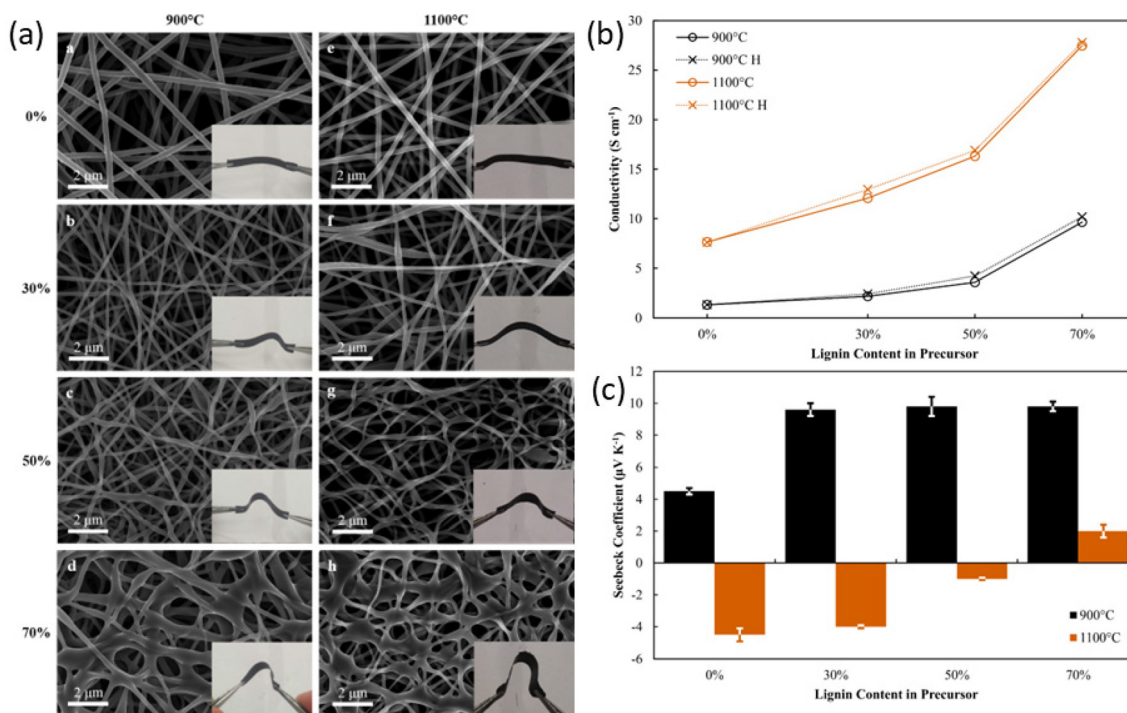 (a)
900°C
1100°C
0%
30%
50%
70%
a
2 μm
e
2 μm
b
2 μm
f
2 μm
c
2 μm
g
2 μm
d
2 μm
h
2 μm
(b)
30
25
20
15
10
5
0
Conductivity (S cm⁻¹)
900°C
900°C H
1100°C
1100°C H
0%
30%
50%
70%
Lignin Content in Precursor
(c)
12
10
8
6
4
2
0
-2
-4
-6
Seebeck Coefficient (μV K⁻¹)
900°C
1100°C
0%
30%
50%
70%
Lignin Content in Precursor